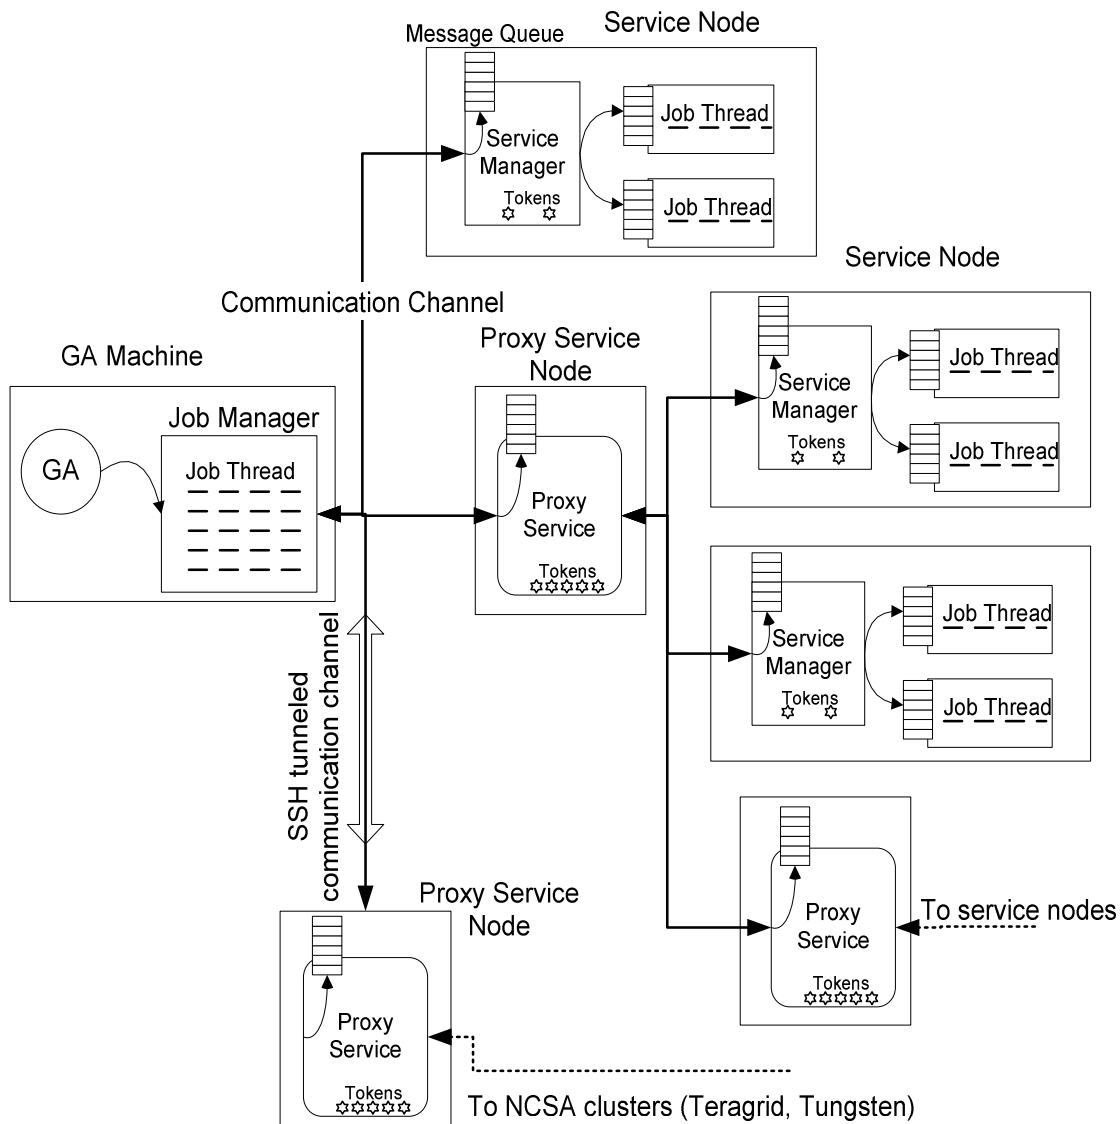 Service Node
Message Queue
Job Thread
Service
Manager
Tokens
Job Thread
Service Node
Communication Channel
Proxy Service
Node
GA Machine
Job Thread
Service
Manager
Tokens
Job Thread
Job Manager
GA
Job Thread
Proxy
Service
Tokens
Job Thread
Service
Manager
Tokens
Job Thread
SSH tunneled
communication channel
Proxy Service
Node
Proxy
Service
Tokens
To service nodes
Proxy
Service
Tokens
To NCSA clusters (Teragrid, Tungsten)